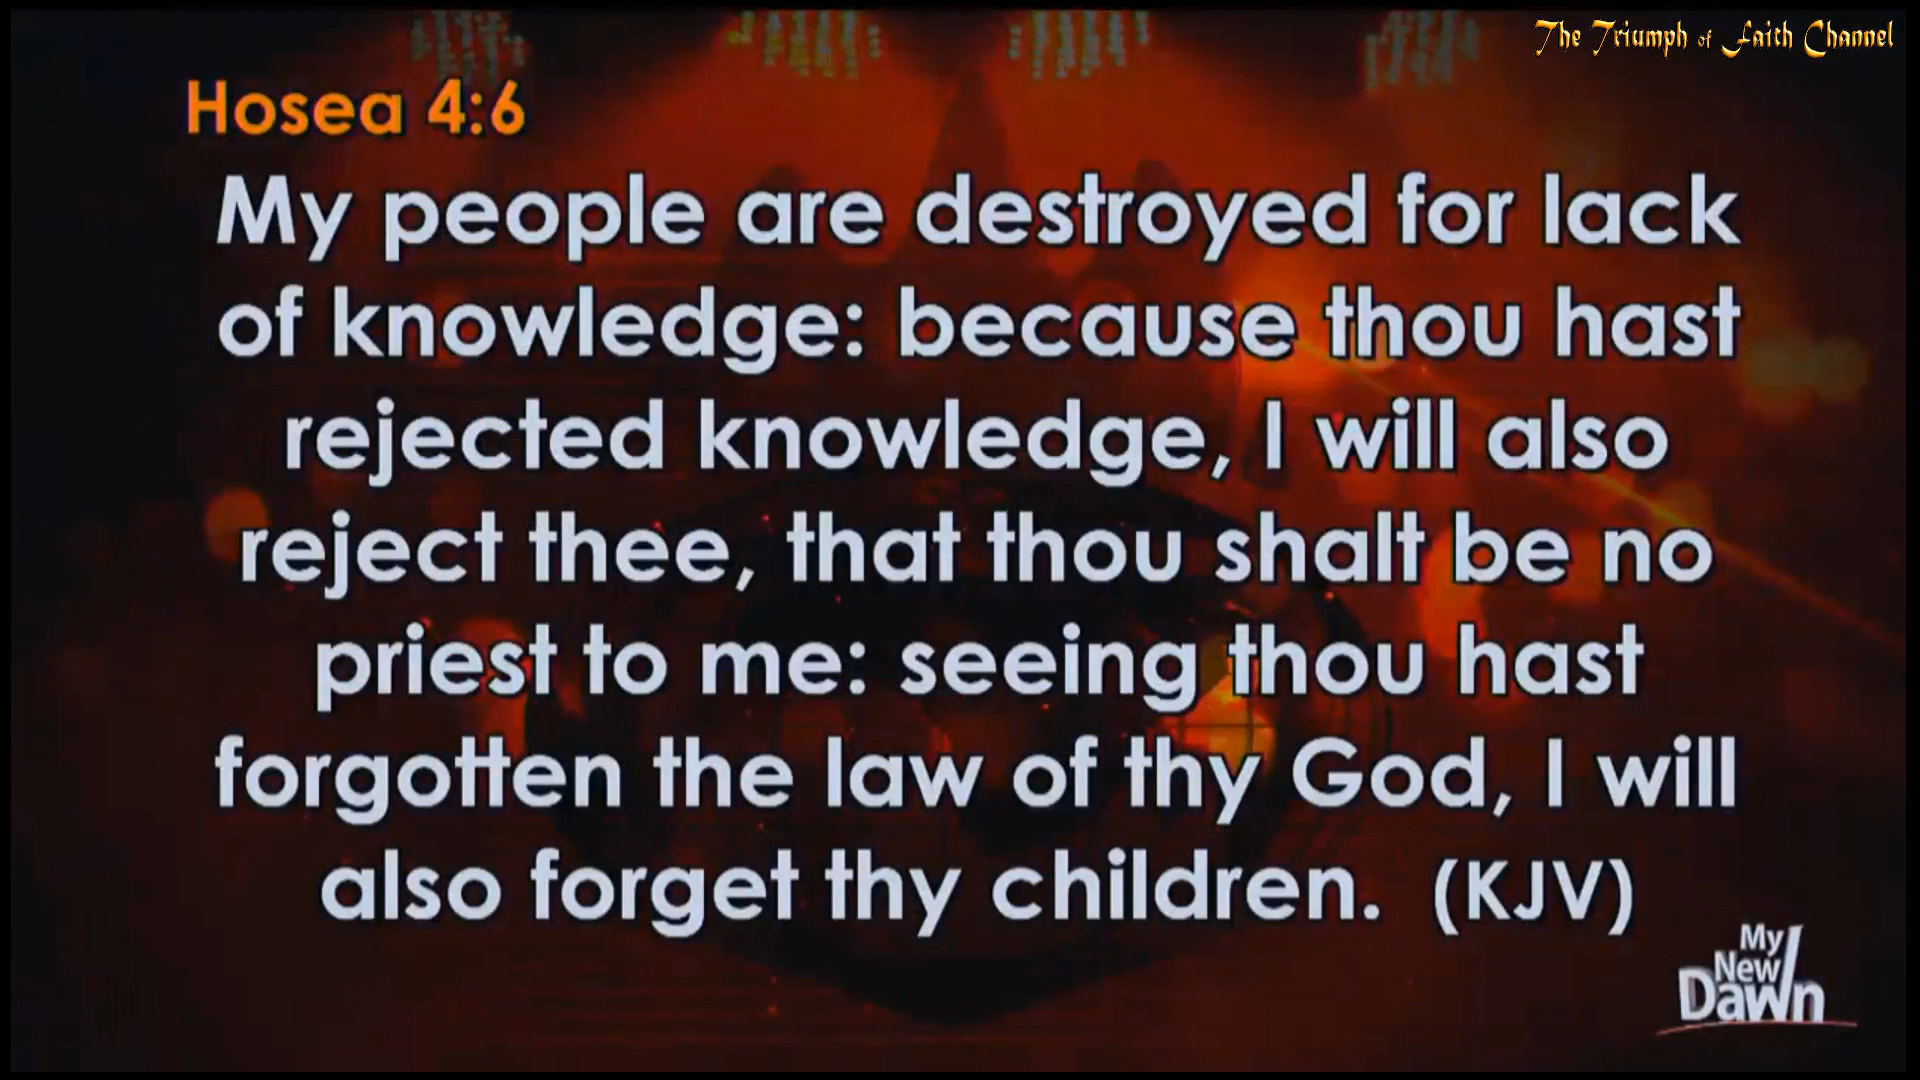 The Triumph of Faith Channel
Hosea 4:6
My people are destroyed for lack
of knowledge: because thou hast
rejected knowledge, I will also
reject thee, that thou shalt be no
priest to me: seeing thou hast
forgotten the law of thy God, I will
also forget thy children. (KJV)
My
New
Dawn